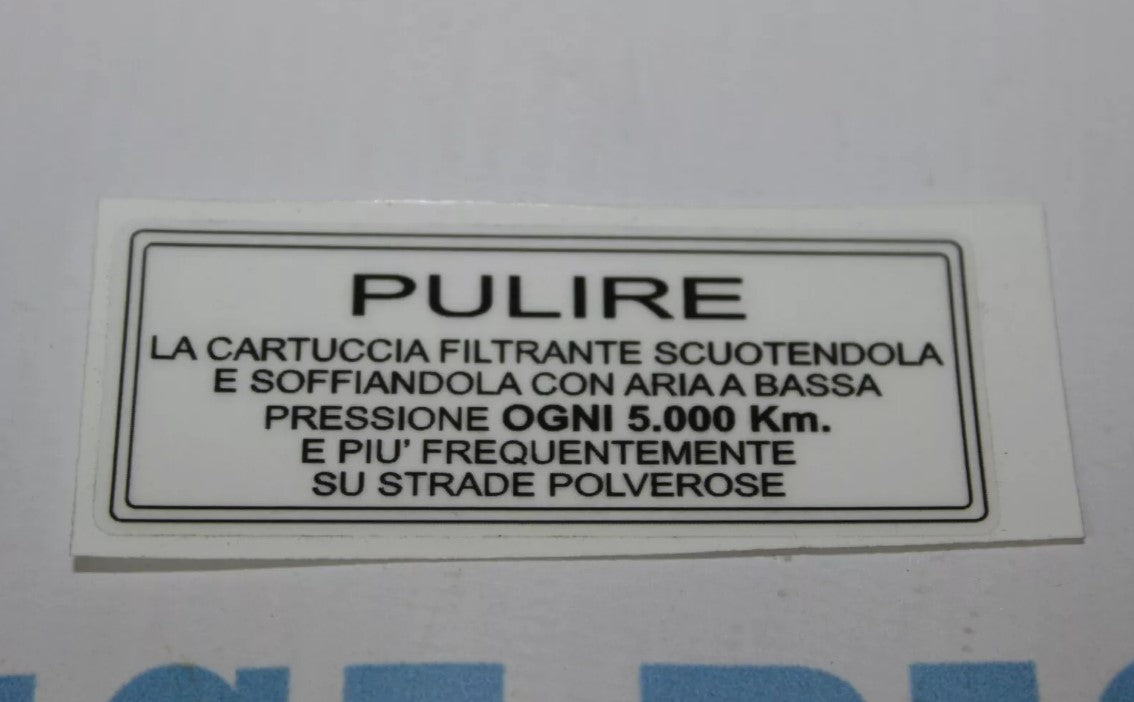 PULIRE
LA CARTUCCIA FILTRANTE SCUOTENDOLA
E SOFFIANDOLA CON ARIA A BASSA
PRESSIONE OGNI 5.000 Km.
E PIU' FREQUENTEMENTE
SU STRADE POLVEROSE